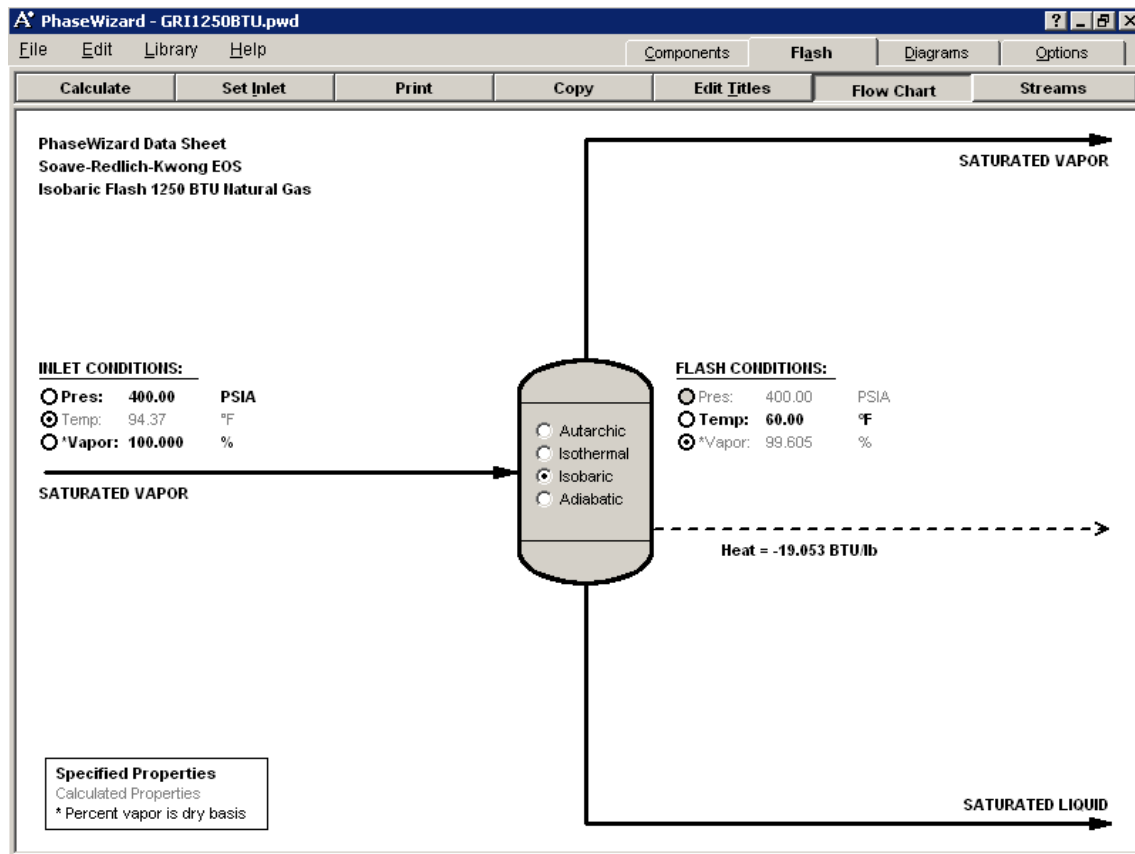 PhaseWizard - GRI1250BTU.pwd
File Edit Library Help Components Flash Diagrams Options
Calculate Set Inlet Print Copy Edit Titles Flow Chart Streams
PhaseWizard Data Sheet
Soave-Redlich-Kwong EOS
Isobaric Flash 1250 BTU Natural Gas
SATURATED VAPOR
INLET CONDITIONS:
Pres: 400.00 PSIA
Temp: 94.37 °F
*Vapor: 100.000 %
SATURATED VAPOR
Autarchic
Isothermal
Isobaric
Adiabatic
FLASH CONDITIONS:
Pres: 400.00 PSIA
Temp: 60.00 °F
*Vapor: 99.605 %
Heat = -19.053 BTU/lb
Specified Properties
Calculated Properties
* Percent vapor is dry basis
SATURATED LIQUID